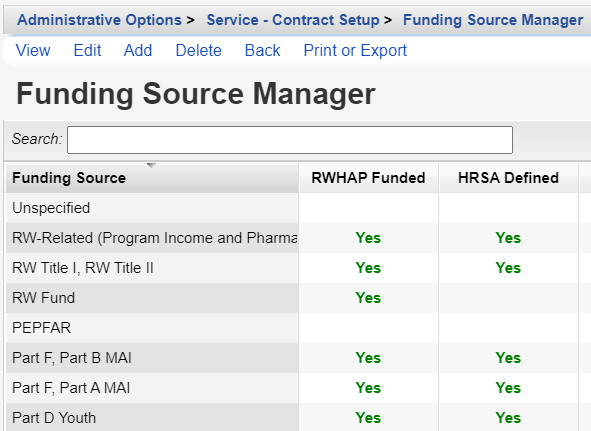 Administrative Options > Service - Contract Setup > Funding Source Manager
View Edit Add Delete Back Print or Export
Funding Source Manager
Search:
Funding Source RWHAP Funded HRSA Defined
Unspecified
RW-Related (Program Income and Pharma Yes Yes
RW Title I, RW Title II Yes Yes
RW Fund Yes
PEPFAR
Part F, Part B MAI Yes Yes
Part F, Part A MAI Yes Yes
Part D Youth Yes Yes